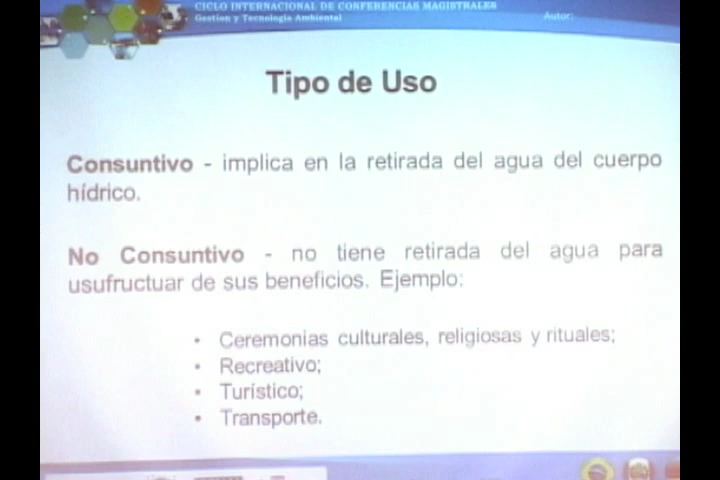 CICLO INTERNACIONAL DE CONFERENCIAS MAGISTRALES
Gestion y Tecnologia Ambiental
Autor:
Tipo de Uso
Consuntivo - implica en la retirada del agua del cuerpo
hídrico.
No Consuntivo - no tiene retirada del agua para
usufructuar de sus beneficios. Ejemplo:
• Ceremonias culturales, religiosas y rituales;
• Recreativo;
• Turístico;
• Transporte.